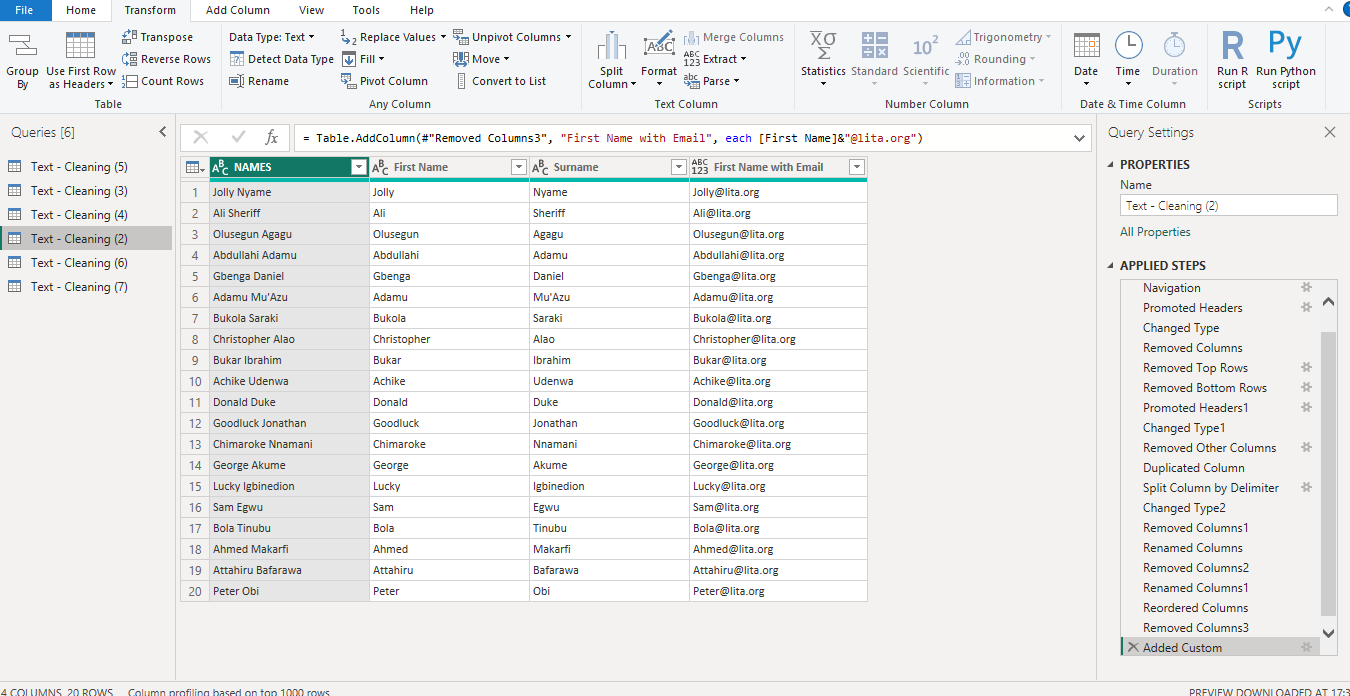 File Home Transform Add Column View Tools Help
Group By
Use First Row as Headers
Transpose
Reverse Rows
Count Rows
Table
Data Type: Text
Detect Data Type
Rename
Replace Values
Fill
Pivot Column
Unpivot Columns
Move
Convert to List
Any Column
Split Column
Format
ABC
Merge Columns
ABC 123 Extract
abc Parse
Text Column
Statistics
Standard
10² Scientific
Trigonometry
Rounding
Information
Number Column
Date
Time
Duration
Date & Time Column
R Run R script
Py Run Python script
Scripts
Queries [6]
Text - Cleaning (5)
Text - Cleaning (3)
Text - Cleaning (4)
Text - Cleaning (2)
Text - Cleaning (6)
Text - Cleaning (7)
fx = Table.AddColumn(#"Removed Columns3", "First Name with Email", each [First Name]&"@lita.org")
ABC NAMES ABC First Name ABC Surname ABC 123 First Name with Email
1 Jolly Nyame Jolly Nyame Jolly@lita.org
2 Ali Sheriff Ali Sheriff Ali@lita.org
3 Olusegun Agagu Olusegun Agagu Olusegun@lita.org
4 Abdullahi Adamu Abdullahi Adamu Abdullahi@lita.org
5 Gbenga Daniel Gbenga Daniel Gbenga@lita.org
6 Adamu Mu'Azu Adamu Mu'Azu Adamu@lita.org
7 Bukola Saraki Bukola Saraki Bukola@lita.org
8 Christopher Alao Christopher Alao Christopher@lita.org
9 Bukar Ibrahim Bukar Ibrahim Bukar@lita.org
10 Achike Udenwa Achike Udenwa Achike@lita.org
11 Donald Duke Donald Duke Donald@lita.org
12 Goodluck Jonathan Goodluck Jonathan Goodluck@lita.org
13 Chimaroke Nnamani Chimaroke Nnamani Chimaroke@lita.org
14 George Akume George Akume George@lita.org
15 Lucky Igbinedion Lucky Igbinedion Lucky@lita.org
16 Sam Egwu Sam Egwu Sam@lita.org
17 Bola Tinubu Bola Tinubu Bola@lita.org
18 Ahmed Makarfi Ahmed Makarfi Ahmed@lita.org
19 Attahiru Bafarawa Attahiru Bafarawa Attahiru@lita.org
20 Peter Obi Peter Obi Peter@lita.org
Query Settings
PROPERTIES
Name
Text - Cleaning (2)
All Properties
APPLIED STEPS
Navigation
Promoted Headers
Changed Type
Removed Columns
Removed Top Rows
Removed Bottom Rows
Promoted Headers1
Changed Type1
Removed Other Columns
Duplicated Column
Split Column by Delimiter
Changed Type2
Removed Columns1
Renamed Columns
Removed Columns2
Renamed Columns1
Reordered Columns
Removed Columns3
Added Custom
4 COLUMNS, 20 ROWS Column profiling based on top 1000 rows
PREVIEW DOWNLOADED AT 17:3